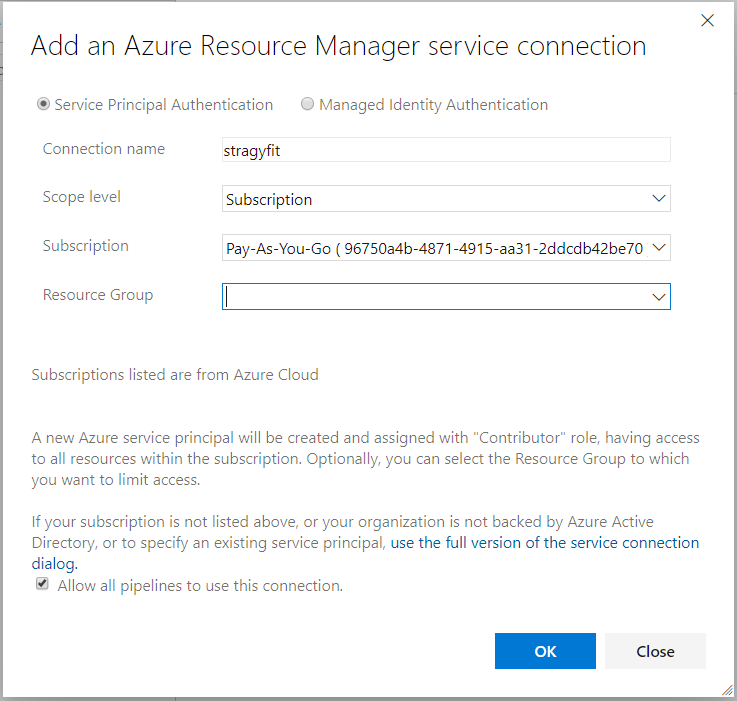 Add an Azure Resource Manager service connection
Service Principal Authentication Managed Identity Authentication
Connection name stragyfit
Scope level Subscription
Subscription Pay-As-You-Go ( 96750a4b-4871-4915-aa31-2ddcdb42be70
Resource Group
Subscriptions listed are from Azure Cloud
A new Azure service principal will be created and assigned with "Contributor" role, having access
to all resources within the subscription. Optionally, you can select the Resource Group to which
you want to limit access.
If your subscription is not listed above, or your organization is not backed by Azure Active
Directory, or to specify an existing service principal, use the full version of the service connection
dialog.
Allow all pipelines to use this connection.
OK Close